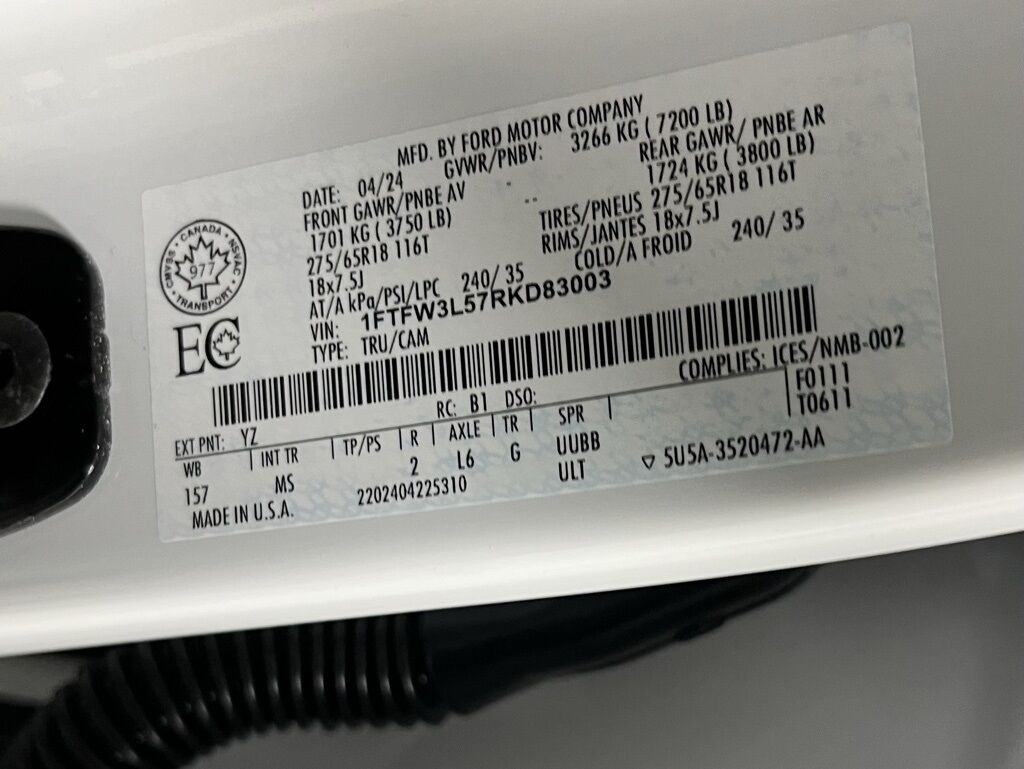 MFD. BY FORD MOTOR COMPANY
DATE: 04/24 GVWR/PNBV: 3266 KG ( 7200 LB)
FRONT GAWR/PNBE AV REAR GAWR/ PNBE AR
1701 KG ( 3750 LB) 1724 KG ( 3800 LB)
275/65R18 116T TIRES/PNEUS 275/65R18 116T
18x7.5J RIMS/JANTES 18x7.5J
AT/A kPa/PSI/LPC 240/ 35 COLD/A FROID 240/ 35
VIN: 1FTFW3L57RKD83003
TYPE: TRU/CAM
CANADA
NSVAC
TRANSPORT
977
EC
COMPLIES: ICES/NMB-002
EXT PNT: YZ RC: B1 DSO: F0111
WB INT TR TP/PS R AXLE TR SPR T0611
157 MS 2 L6 G UUBB
2202404225310 ULT 5U5A-3520472-AA
MADE IN U.S.A.